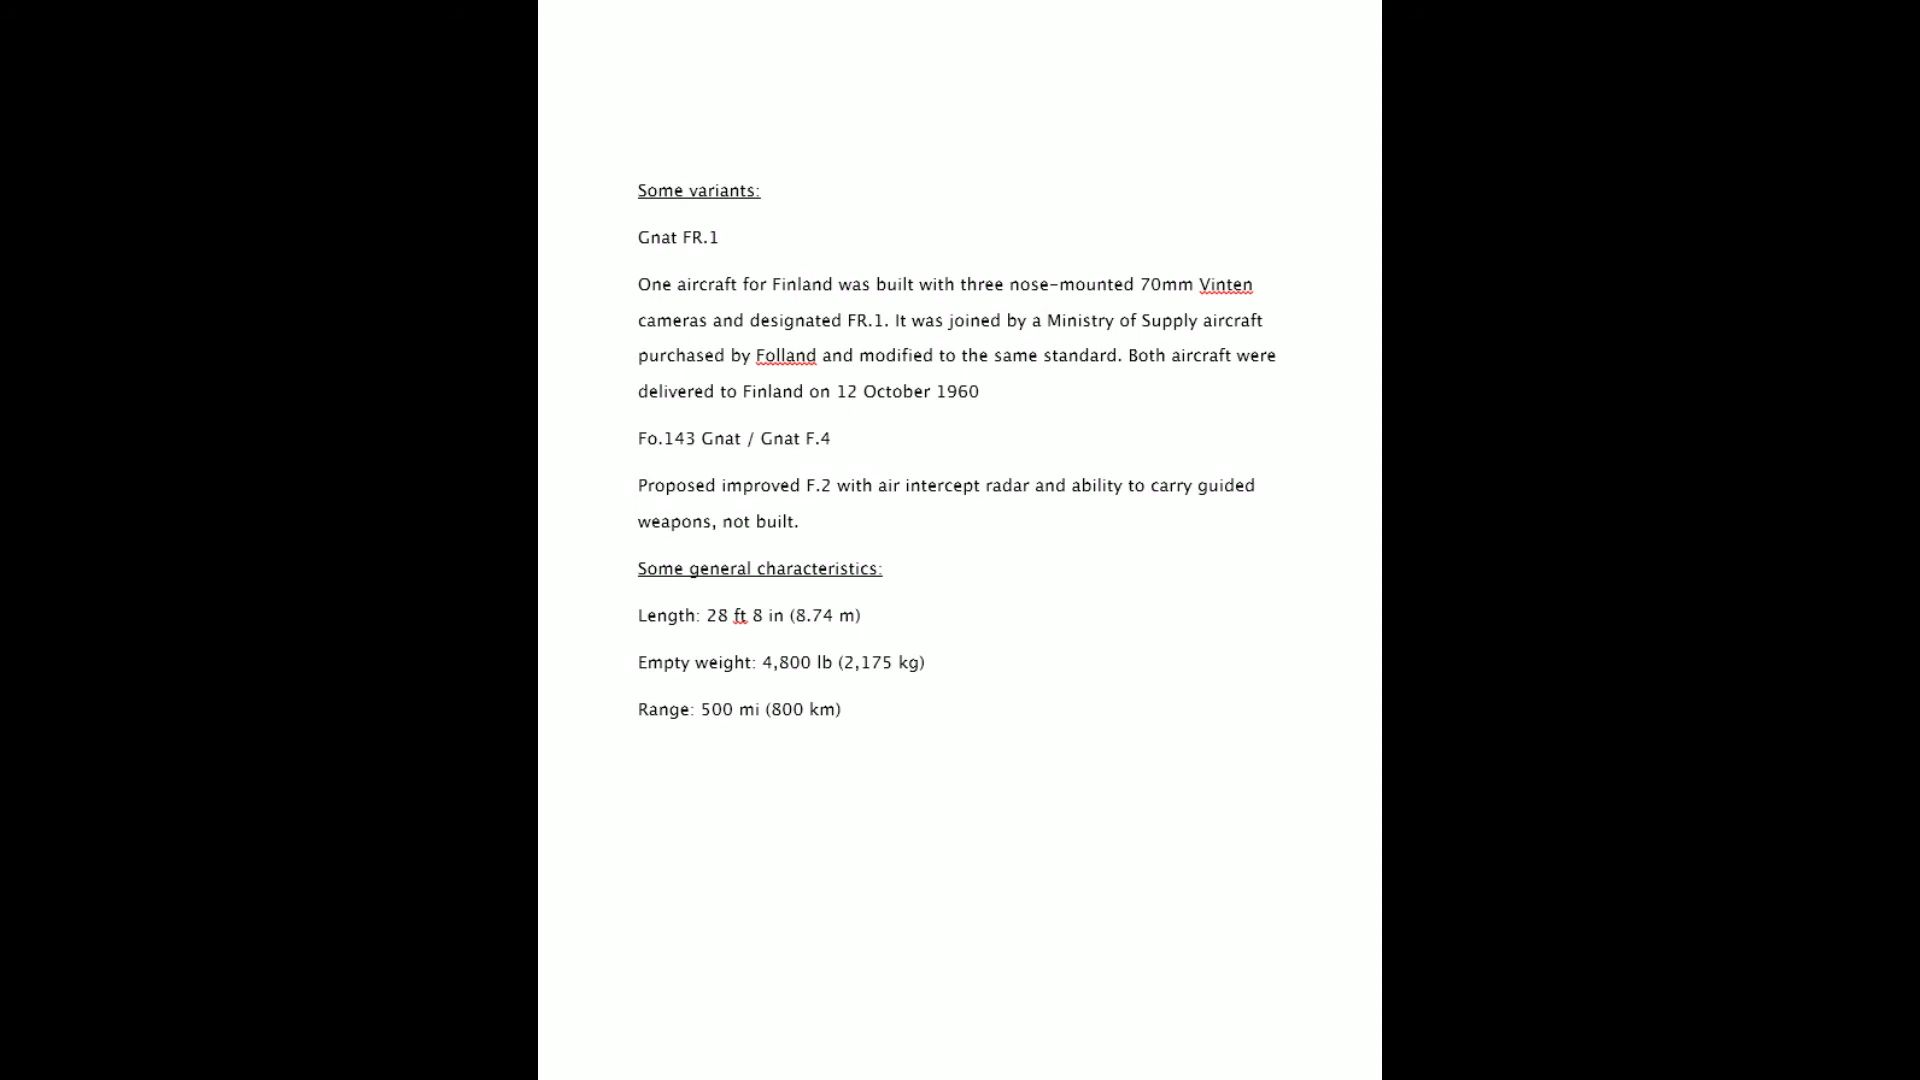 Some variants:
Gnat FR.1
One aircraft for Finland was built with three nose-mounted 70mm Vinten
cameras and designated FR.1. It was joined by a Ministry of Supply aircraft
purchased by Folland and modified to the same standard. Both aircraft were
delivered to Finland on 12 October 1960
Fo.143 Gnat / Gnat F.4
Proposed improved F.2 with air intercept radar and ability to carry guided
weapons, not built.
Some general characteristics:
Length: 28 ft 8 in (8.74 m)
Empty weight: 4,800 lb (2,175 kg)
Range: 500 mi (800 km)